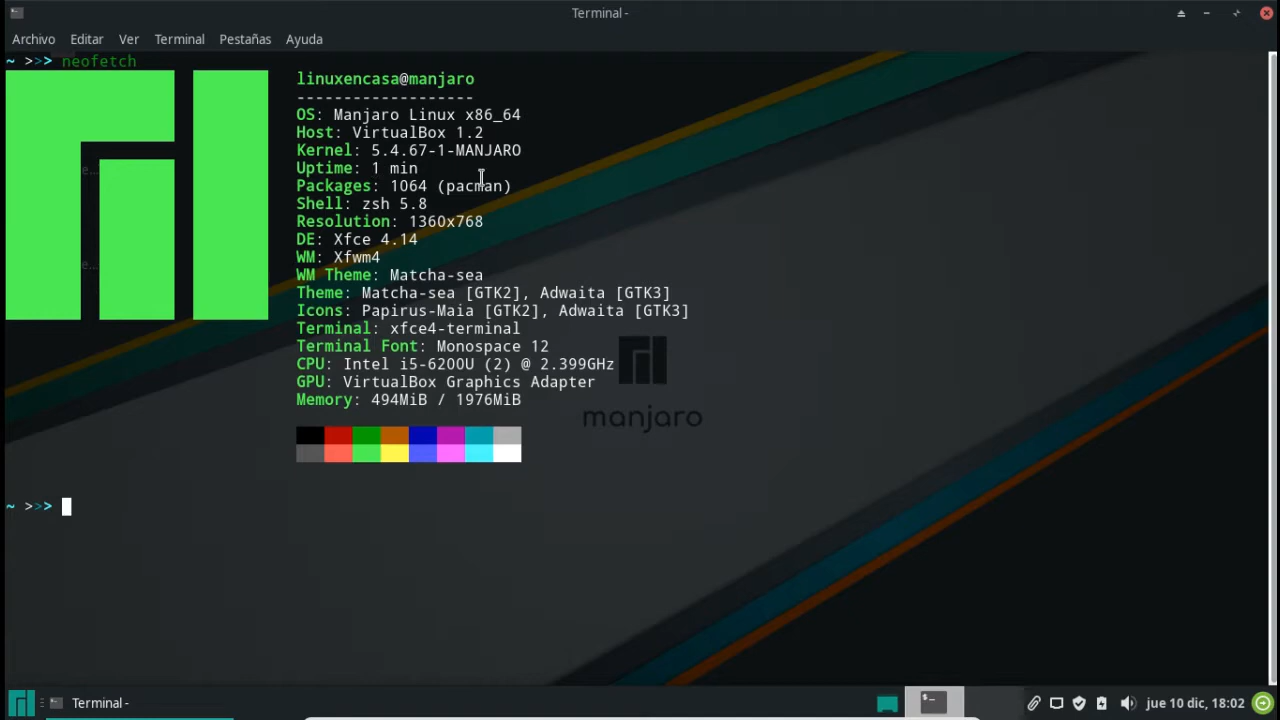 Terminal -
Archivo Editar Ver Terminal Pestañas Ayuda
~ >>> neofetch
linuxencasa@manjaro
-------------------
OS: Manjaro Linux x86_64
Host: VirtualBox 1.2
Kernel: 5.4.67-1-MANJARO
Uptime: 1 min
Packages: 1064 (pacman)
Shell: zsh 5.8
Resolution: 1360x768
DE: Xfce 4.14
WM: Xfwm4
WM Theme: Matcha-sea
Theme: Matcha-sea [GTK2], Adwaita [GTK3]
Icons: Papirus-Maia [GTK2], Adwaita [GTK3]
Terminal: xfce4-terminal
Terminal Font: Monospace 12
CPU: Intel i5-6200U (2) @ 2.399GHz
GPU: VirtualBox Graphics Adapter
Memory: 494MiB / 1976MiB
manjaro
~ >>>
Terminal -
jue 10 dic, 18:02